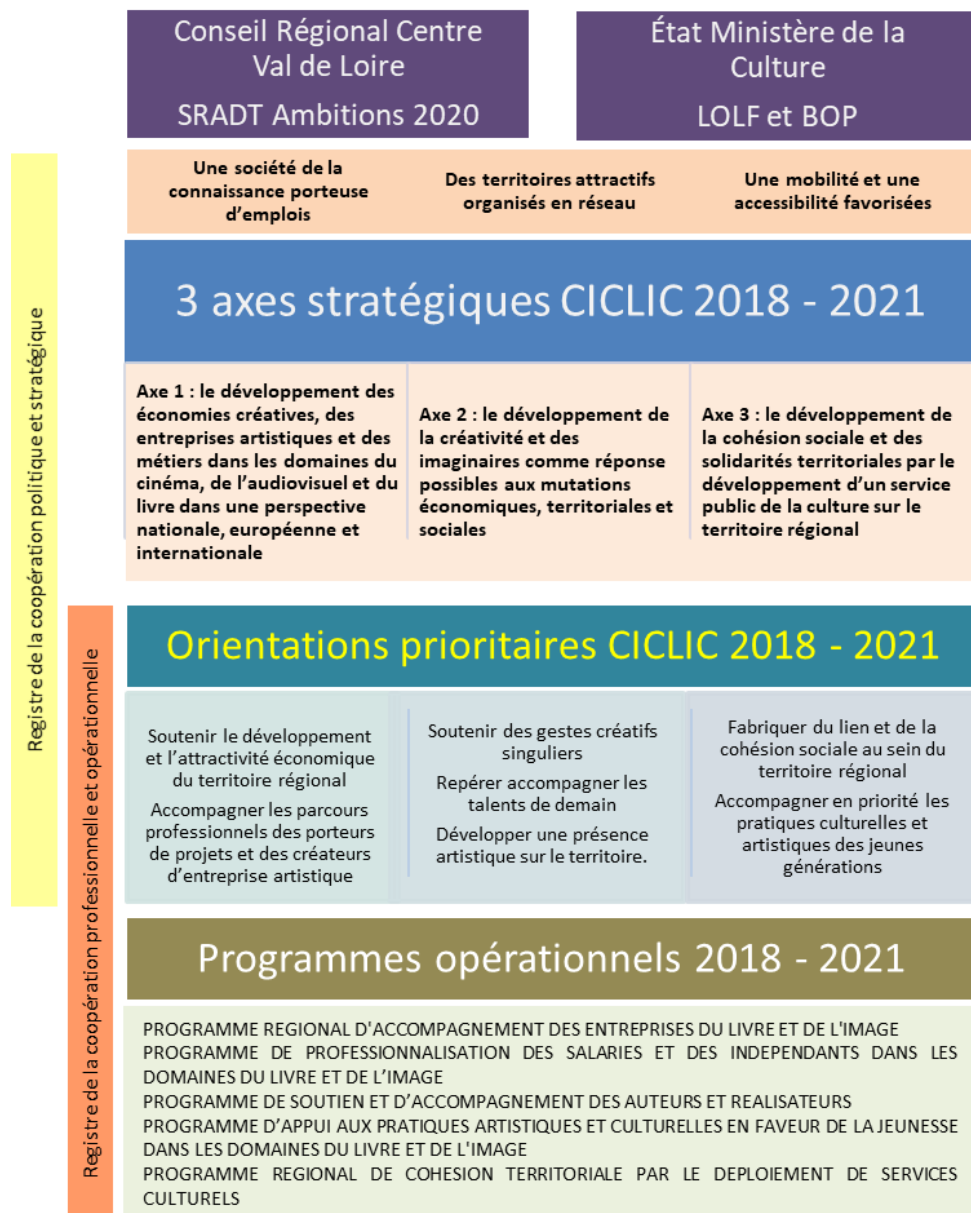 Conseil Régional Centre
Val de Loire
SRADT Ambitions 2020
État Ministère de la
Culture
LOLF et BOP
Une société de la
connaissance porteuse
d'emplois
Des territoires attractifs
organisés en réseau
Une mobilité et une
accessibilité favorisées
3 axes stratégiques CICLIC 2018 - 2021
Axe 1 : le développement des
économies créatives, des
entreprises artistiques et des
métiers dans les domaines du
cinéma, de l'audiovisuel et du
livre dans une perspective
nationale, européenne et
internationale
Axe 2 : le développement de
la créativité et des
imaginaires comme réponse
possibles aux mutations
économiques, territoriales et
sociales
Axe 3 : le développement de
la cohésion sociale et des
solidarités territoriales par le
développement d'un service
public de la culture sur le
territoire régional
Registre de la coopération politique et stratégique
Orientations prioritaires CICLIC 2018 - 2021
Soutenir le développement
et l'attractivité économique
du territoire régional
Accompagner les parcours
professionnels des porteurs
de projets et des créateurs
d'entreprise artistique
Soutenir des gestes créatifs
singuliers
Repérer accompagner les
talents de demain
Développer une présence
artistique sur le territoire.
Fabriquer du lien et de la
cohésion sociale au sein du
territoire régional
Accompagner en priorité les
pratiques culturelles et
artistiques des jeunes
générations
Registre de la coopération professionnelle et opérationnelle
Programmes opérationnels 2018 - 2021
PROGRAMME REGIONAL D'ACCOMPAGNEMENT DES ENTREPRISES DU LIVRE ET DE L'IMAGE
PROGRAMME DE PROFESSIONNALISATION DES SALARIES ET DES INDEPENDANTS DANS LES
DOMAINES DU LIVRE ET DE L'IMAGE
PROGRAMME DE SOUTIEN ET D'ACCOMPAGNEMENT DES AUTEURS ET REALISATEURS
PROGRAMME D'APPUI AUX PRATIQUES ARTISTIQUES ET CULTURELLES EN FAVEUR DE LA JEUNESSE
DANS LES DOMAINES DU LIVRE ET DE L'IMAGE
PROGRAMME REGIONAL DE COHESION TERRITORIALE PAR LE DEPLOIEMENT DE SERVICES
CULTURELS